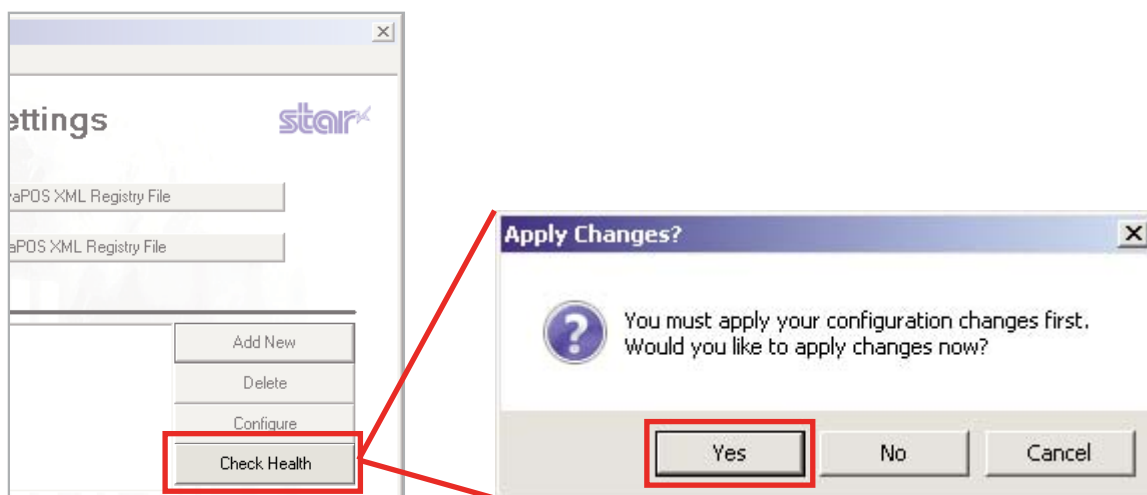 ettings
star
aPOS XML Registry File
aPOS XML Registry File
Add New
Delete
Configure
Check Health
Apply Changes?
You must apply your configuration changes first.
Would you like to apply changes now?
Yes
No
Cancel